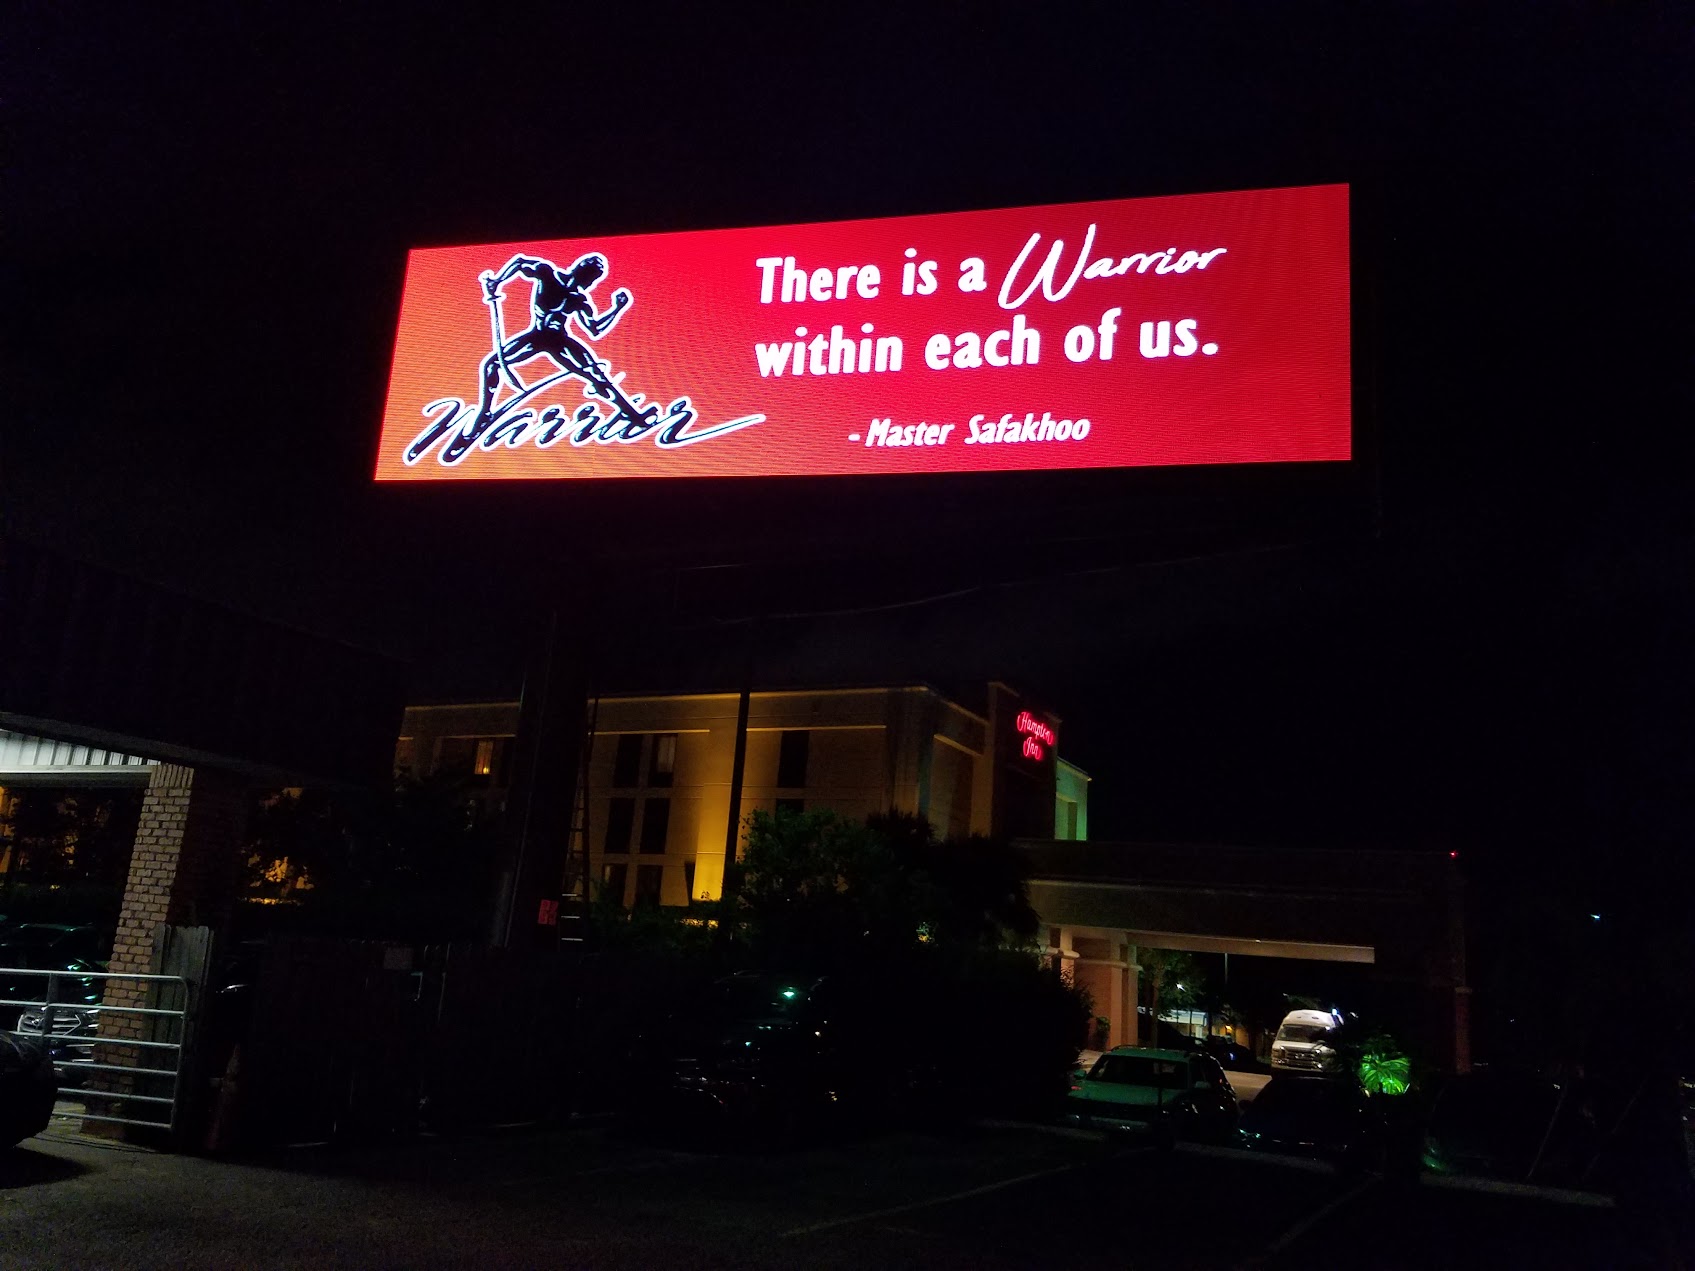 Warrior
There is a Warrior
within each of us.
- Master Safakhoo
Hampton
Inn